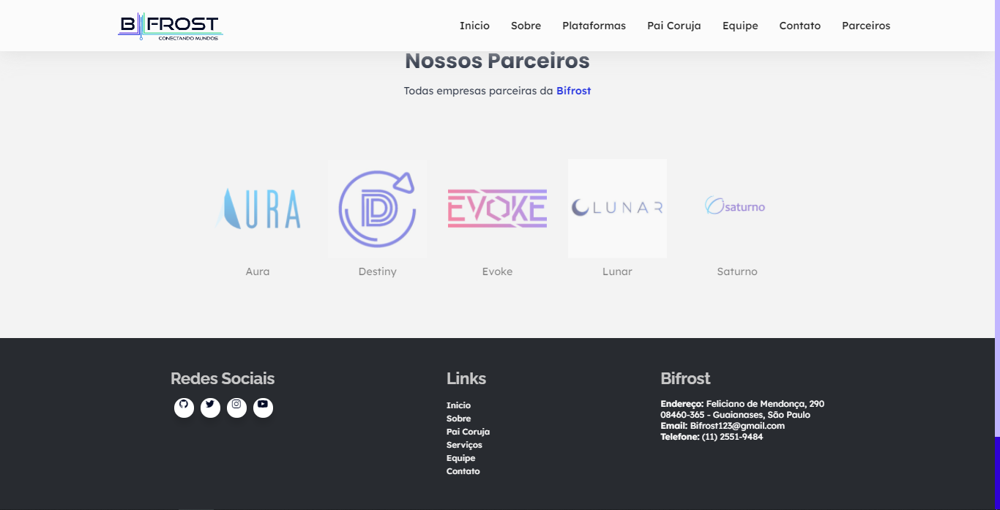 BIFROST
CONECTANDO MUNDOS
Inicio Sobre Plataformas Pai Coruja Equipe Contato Parceiros
Nossos Parceiros
Todas empresas parceiras da Bifrost
AURA D EVOKE LUNAR saturno
Aura Destiny Evoke Lunar Saturno
Redes Sociais
Links
Inicio
Sobre
Pai Coruja
Serviços
Equipe
Contato
Bifrost
Endereço: Feliciano de Mendonça, 290
08460-365 - Guaianases, São Paulo
Email: Bifrost123@gmail.com
Telefone: (11) 2551-9484